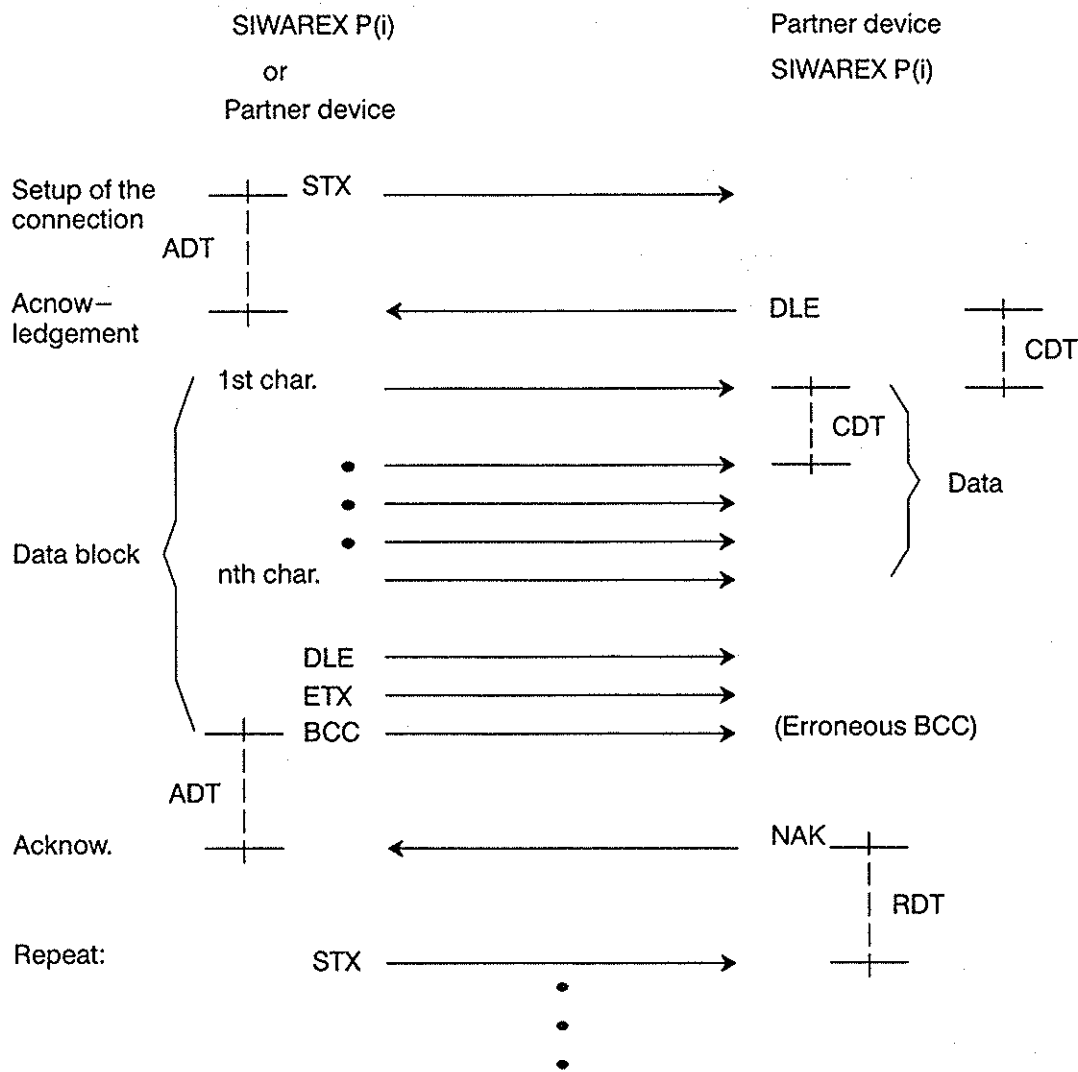 SIWAREX P(i)
or
Partner device
Partner device
SIWAREX P(i)
Setup of the
connection
STX
ADT
Acnow–
ledgement
DLE
CDT
1st char.
CDT
Data
Data block
nth char.
DLE
ETX
BCC
(Erroneous BCC)
ADT
Acknow.
NAK
RDT
Repeat:
STX